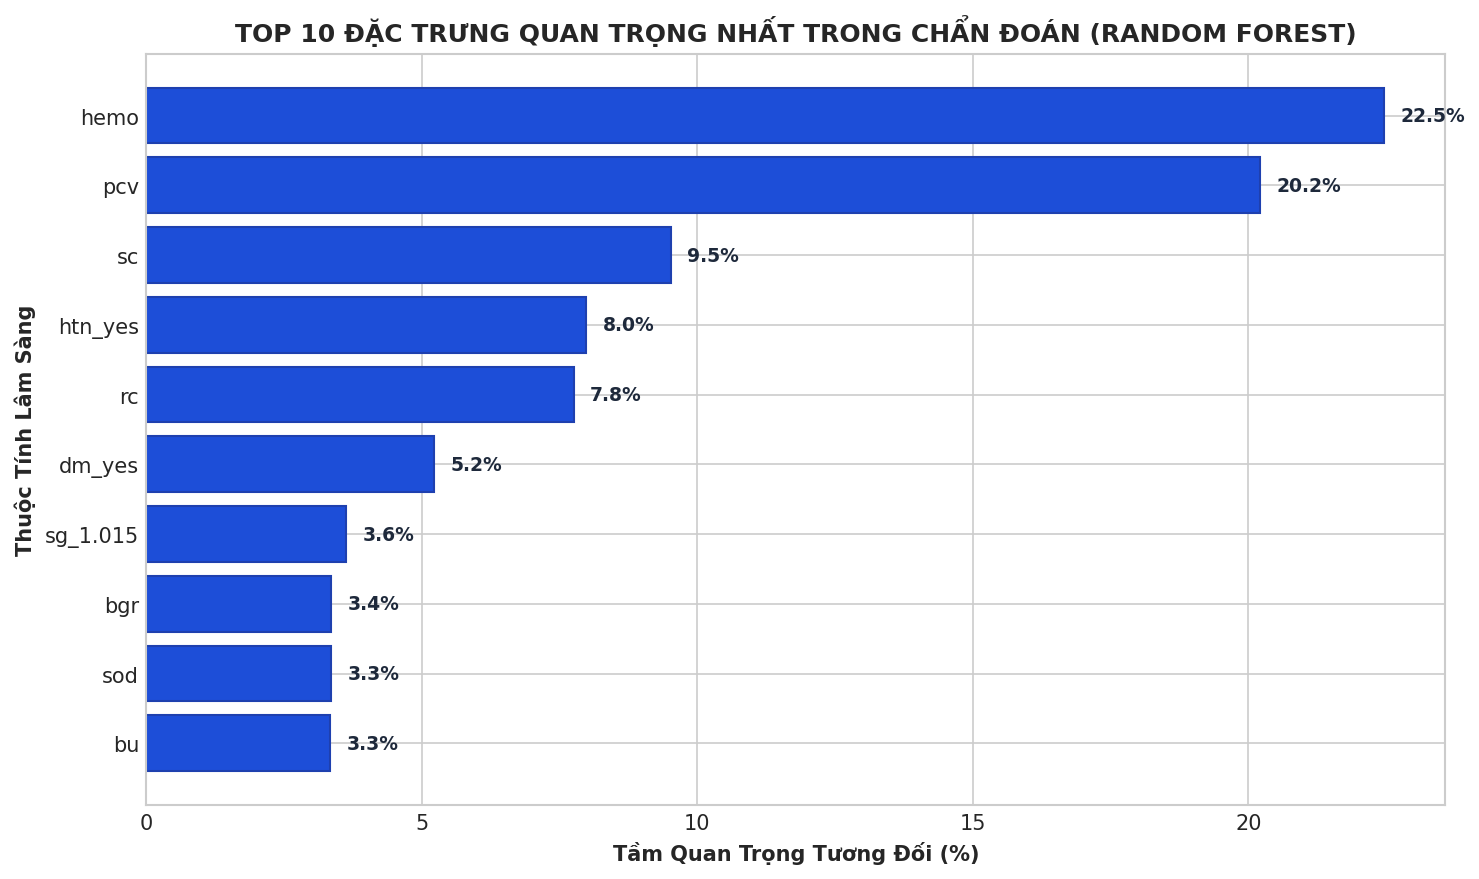 TOP 10 ĐẶC TRƯNG QUAN TRỌNG NHẤT TRONG CHẨN ĐOÁN (RANDOM FOREST)
hemo 22.5%
pcv 20.2%
sc 9.5%
htn_yes 8.0%
rc 7.8%
dm_yes 5.2%
sg_1.015 3.6%
bgr 3.4%
sod 3.3%
bu 3.3%
Thuộc Tính Lâm Sàng
0 5 10 15 20
Tầm Quan Trọng Tương Đối (%)